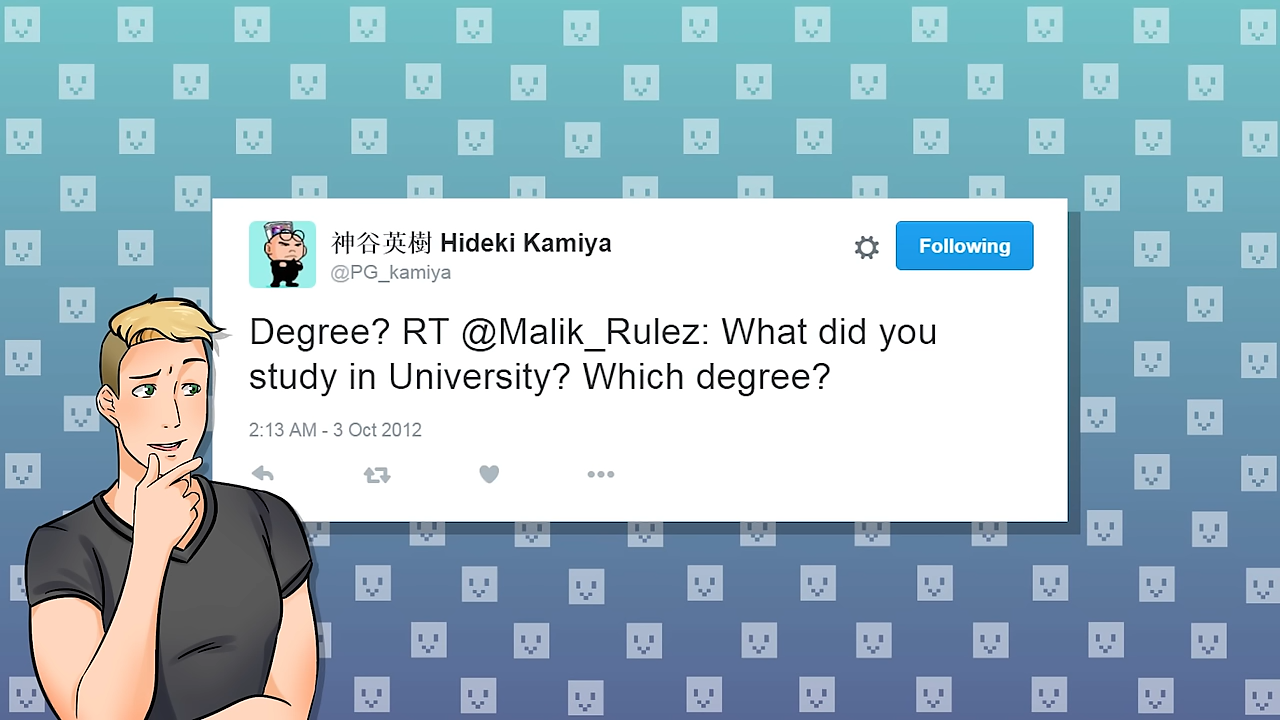 神谷英樹 Hideki Kamiya
Following
@PG_kamiya
Degree? RT @Malik_Rulez: What did you
study in University? Which degree?
2:13 AM - 3 Oct 2012